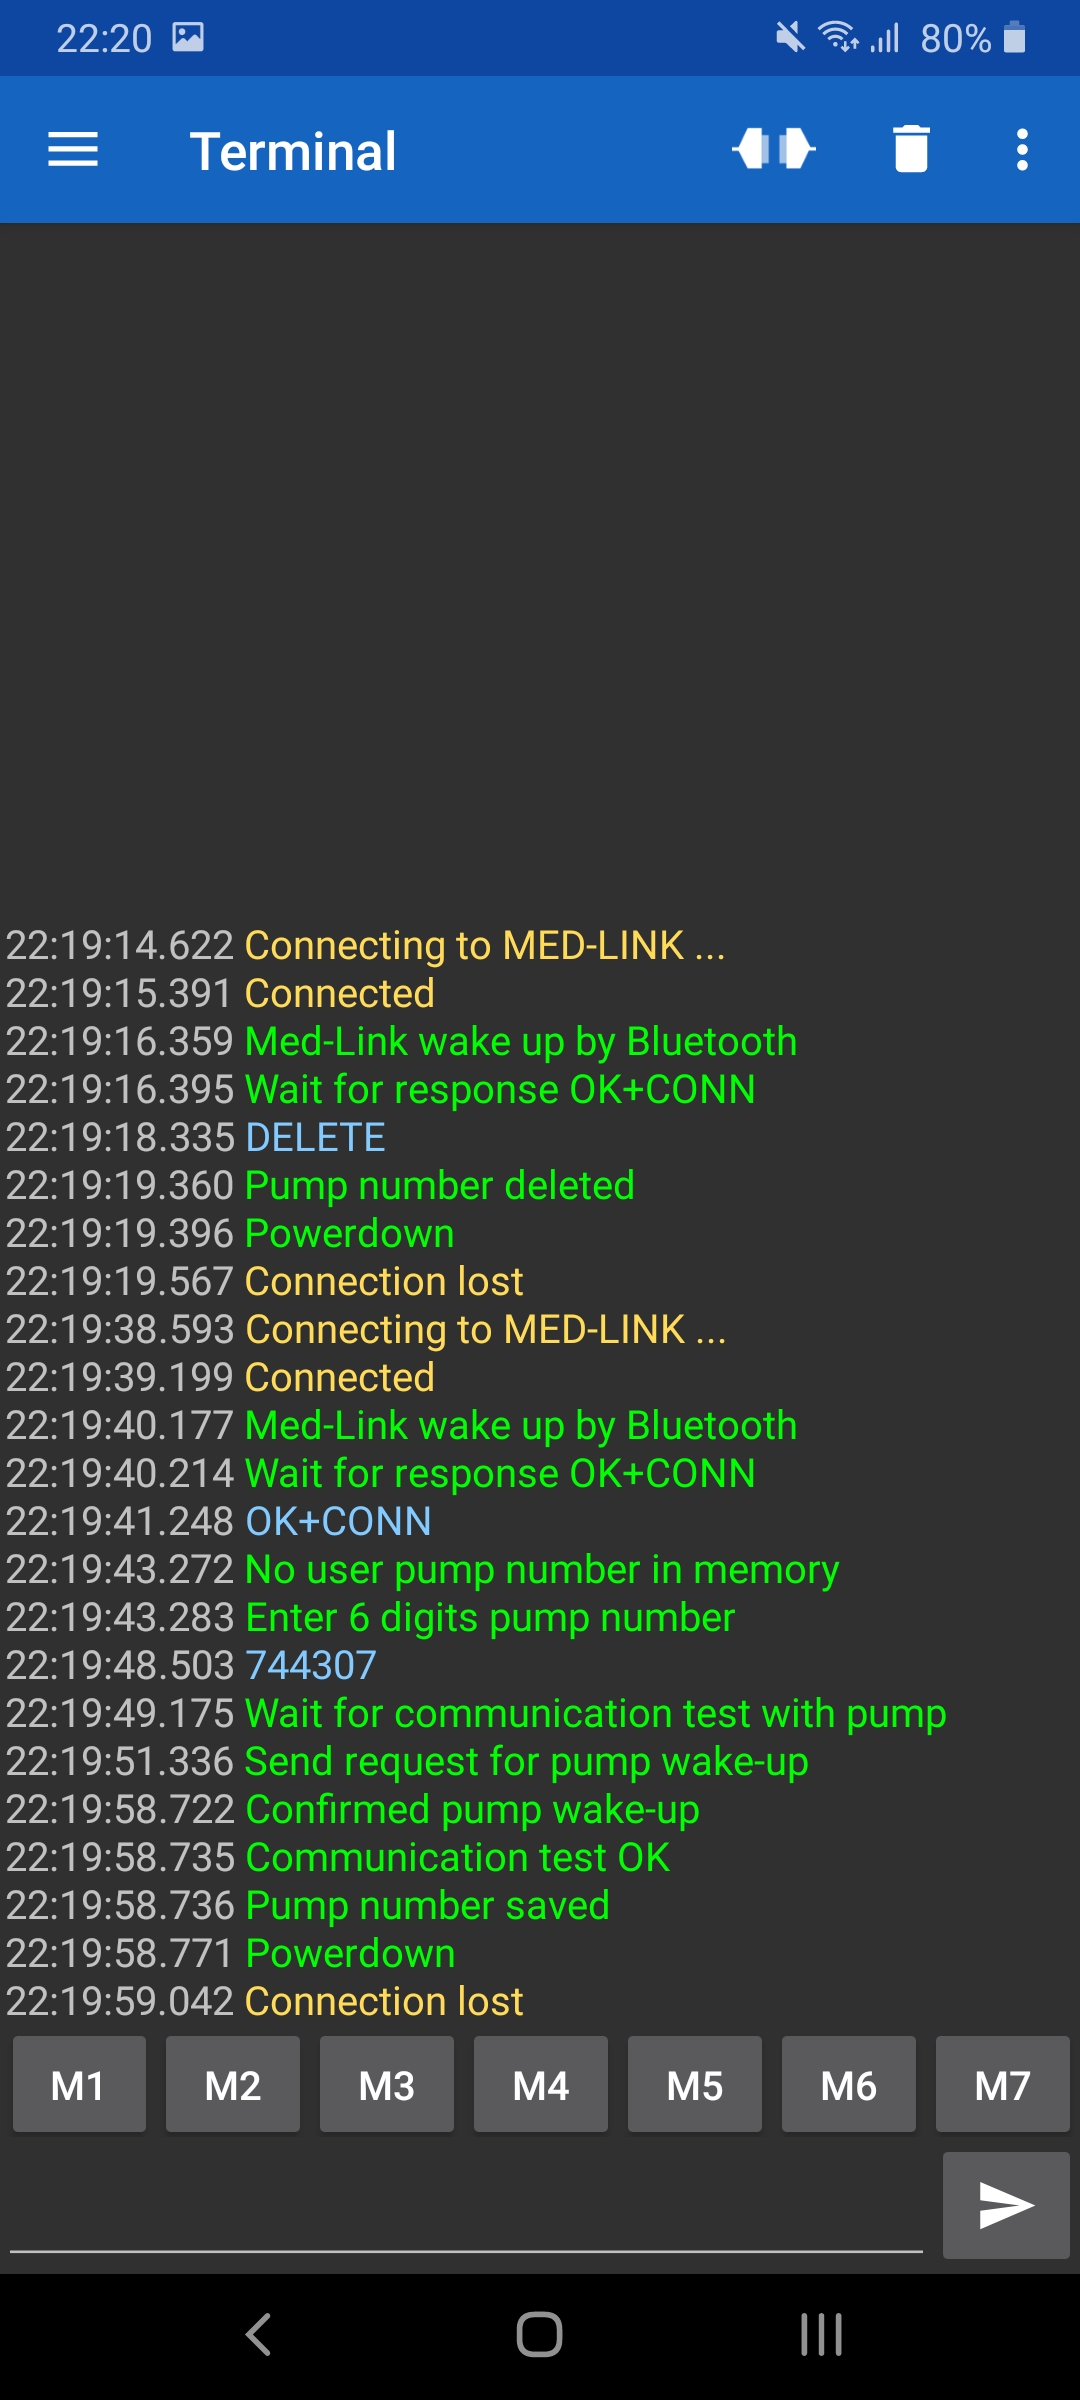 22:20 80%
Terminal
22:19:14.622 Connecting to MED-LINK ...
22:19:15.391 Connected
22:19:16.359 Med-Link wake up by Bluetooth
22:19:16.395 Wait for response OK+CONN
22:19:18.335 DELETE
22:19:19.360 Pump number deleted
22:19:19.396 Powerdown
22:19:19.567 Connection lost
22:19:38.593 Connecting to MED-LINK ...
22:19:39.199 Connected
22:19:40.177 Med-Link wake up by Bluetooth
22:19:40.214 Wait for response OK+CONN
22:19:41.248 OK+CONN
22:19:43.272 No user pump number in memory
22:19:43.283 Enter 6 digits pump number
22:19:48.503 744307
22:19:49.175 Wait for communication test with pump
22:19:51.336 Send request for pump wake-up
22:19:58.722 Confirmed pump wake-up
22:19:58.735 Communication test OK
22:19:58.736 Pump number saved
22:19:58.771 Powerdown
22:19:59.042 Connection lost
M1 M2 M3 M4 M5 M6 M7